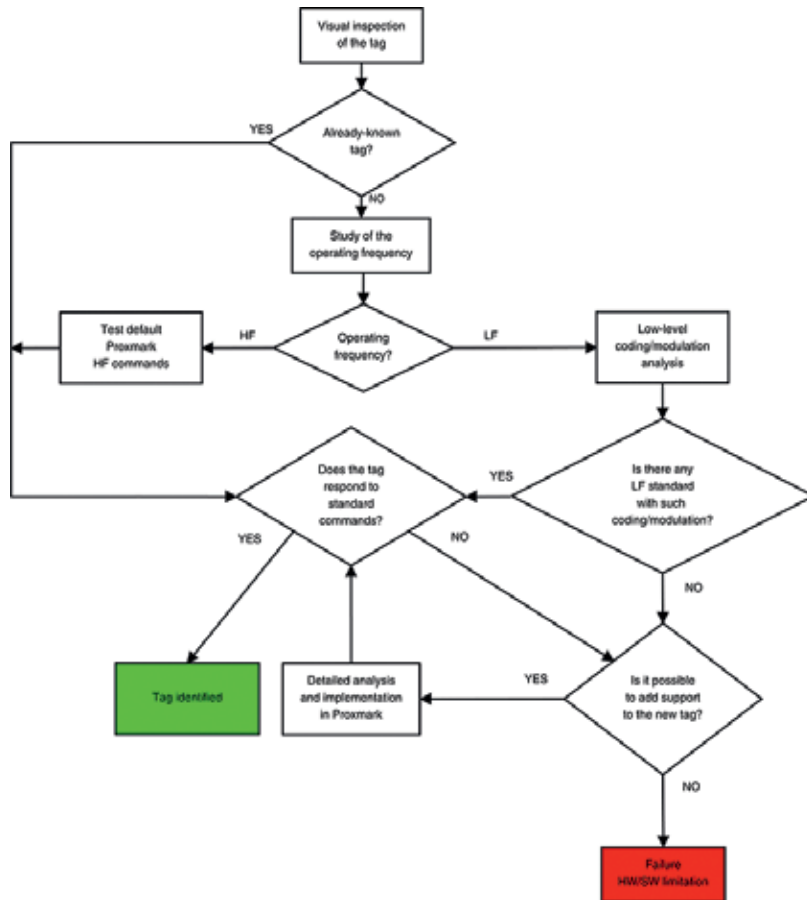 Visual inspection
of the tag
YES
Already-known
tag?
NO
Study of the
operating frequency
Test default
Proxmark
HF commands
HF
Operating
frequency?
LF
Low-level
coding/modulation
analysis
Does the tag
respond to
standard
commands?
YES
Is there any
LF standard
with such
coding/modulation?
YES
NO
NO
Tag identified
Detailed analysis
and implementation
in Proxmark
YES
Is it possible
to add support
to the new tag?
NO
Failure
HW/SW limitation